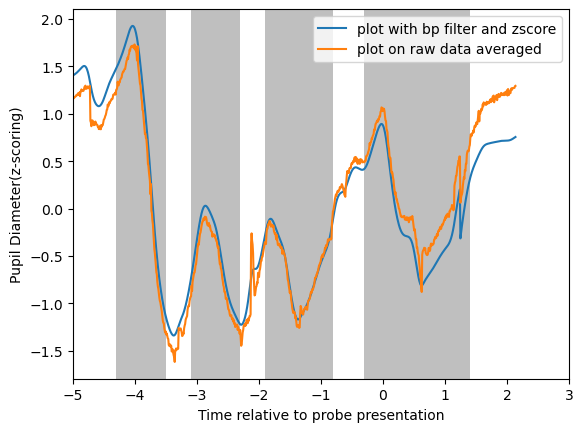 plot with bp filter and zscore
plot on raw data averaged
Pupil Diameter(z-scoring)
2.0
1.5
1.0
0.5
0.0
−0.5
−1.0
−1.5
−5 −4 −3 −2 −1 0 1 2 3
Time relative to probe presentation